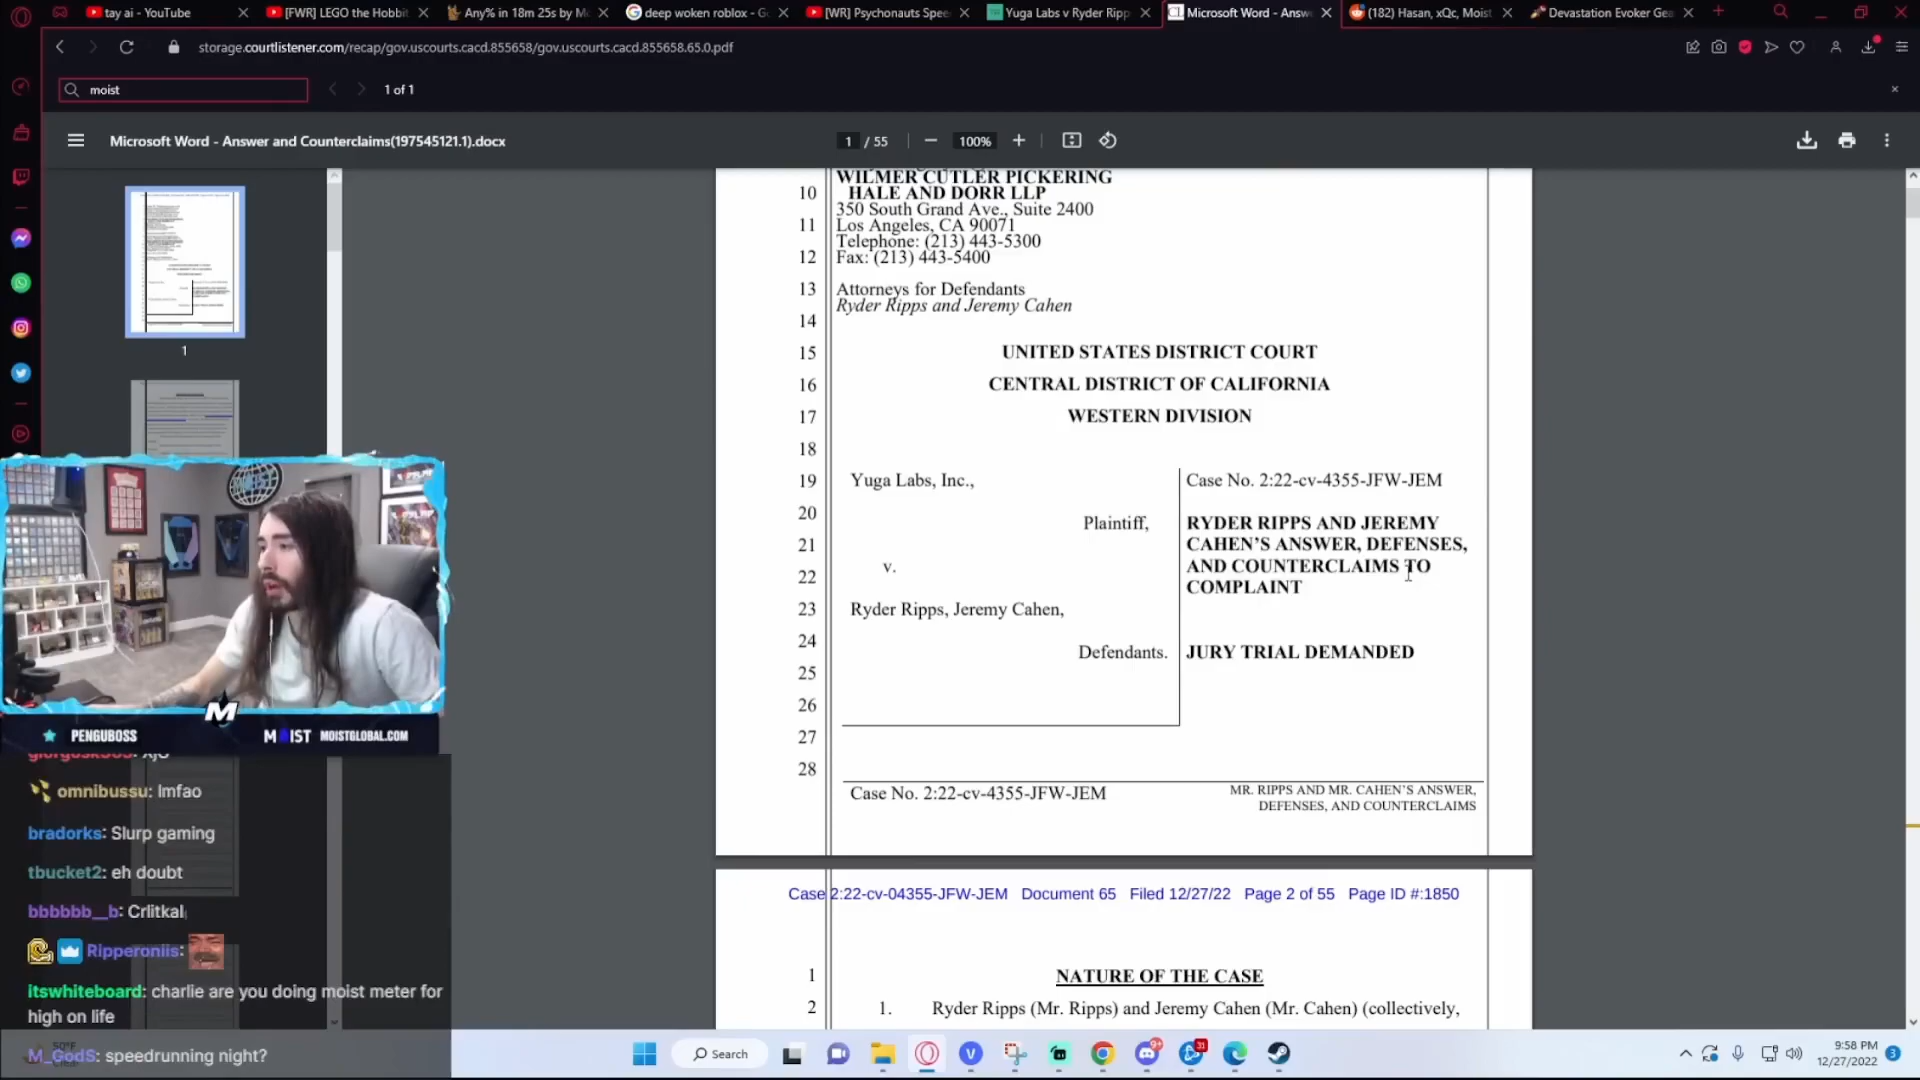 tay ai - YouTube
[FWR] LEGO the Hobbit
Any% in 18m 25s by M
deep woken roblox - G
[WR] Psychonauts Spee
Yuga Labs v Ryder Ripp
Microsoft Word - Answ
(182) Hasan, xQc, Moist
Devastation Evoker Gea
storage.courtlistener.com/recap/gov.uscourts.cacd.855658/gov.uscourts.cacd.855658.65.0.pdf
moist
1 of 1
Microsoft Word - Answer and Counterclaims(197545121.1).docx
1 / 55
100%
1
WILMER CUTLER PICKERING
10 HALE AND DORR LLP
350 South Grand Ave., Suite 2400
11 Los Angeles, CA 90071
Telephone: (213) 443-5300
12 Fax: (213) 443-5400
13 Attorneys for Defendants
Ryder Ripps and Jeremy Cahen
14
15 UNITED STATES DISTRICT COURT
16 CENTRAL DISTRICT OF CALIFORNIA
17 WESTERN DIVISION
18
19 Yuga Labs, Inc.,
20 Plaintiff,
21
22 v.
23 Ryder Ripps, Jeremy Cahen,
24 Defendants.
25
26
27
28
Case No. 2:22-cv-4355-JFW-JEM
RYDER RIPPS AND JEREMY
CAHEN'S ANSWER, DEFENSES,
AND COUNTERCLAIMS TO
COMPLAINT
JURY TRIAL DEMANDED
Case No. 2:22-cv-4355-JFW-JEM
MR. RIPPS AND MR. CAHEN'S ANSWER,
DEFENSES, AND COUNTERCLAIMS
Case 2:22-cv-04355-JFW-JEM Document 65 Filed 12/27/22 Page 2 of 55 Page ID #:1850
1 NATURE OF THE CASE
2 1. Ryder Ripps (Mr. Ripps) and Jeremy Cahen (Mr. Cahen) (collectively,
M
PENGUBOSS
MOIST MOISTGLOBAL.COM
omnibussu: lmfao
bradorks: Slurp gaming
tbucket2: eh doubt
bbbbbb__b: Crlitkal
Ripperoniis:
itswhiteboard: charlie are you doing moist meter for
high on life
M_GodS: speedrunning night?
Search
9+
31
9:58 PM
12/27/2022
3